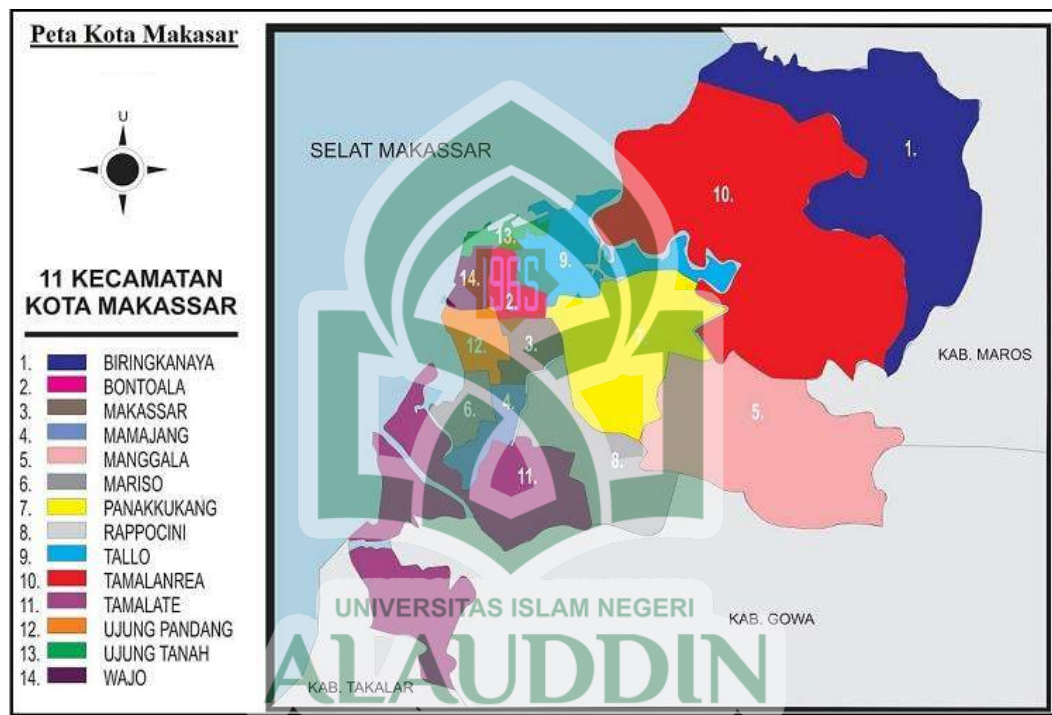 Peta Kota Makasar
U
11 KECAMATAN
KOTA MAKASSAR
1. BIRINGKANAYA
2. BONTOALA
3. MAKASSAR
4. MAMAJANG
5. MANGGALA
6. MARISO
7. PANAKKUKANG
8. RAPPOCINI
9. TALLO
10. TAMALANREA
11. TAMALATE
12. UJUNG PANDANG
13. UJUNG TANAH
14. WAJO
SELAT MAKASSAR
1.
10.
13.
9.
14.
1965
2.
12.
3.
7.
KAB. MAROS
6.
4.
5.
8.
11.
UNIVERSITAS ISLAM NEGERI
ALAUDDIN
KAB. GOWA
KAB. TAKALAR